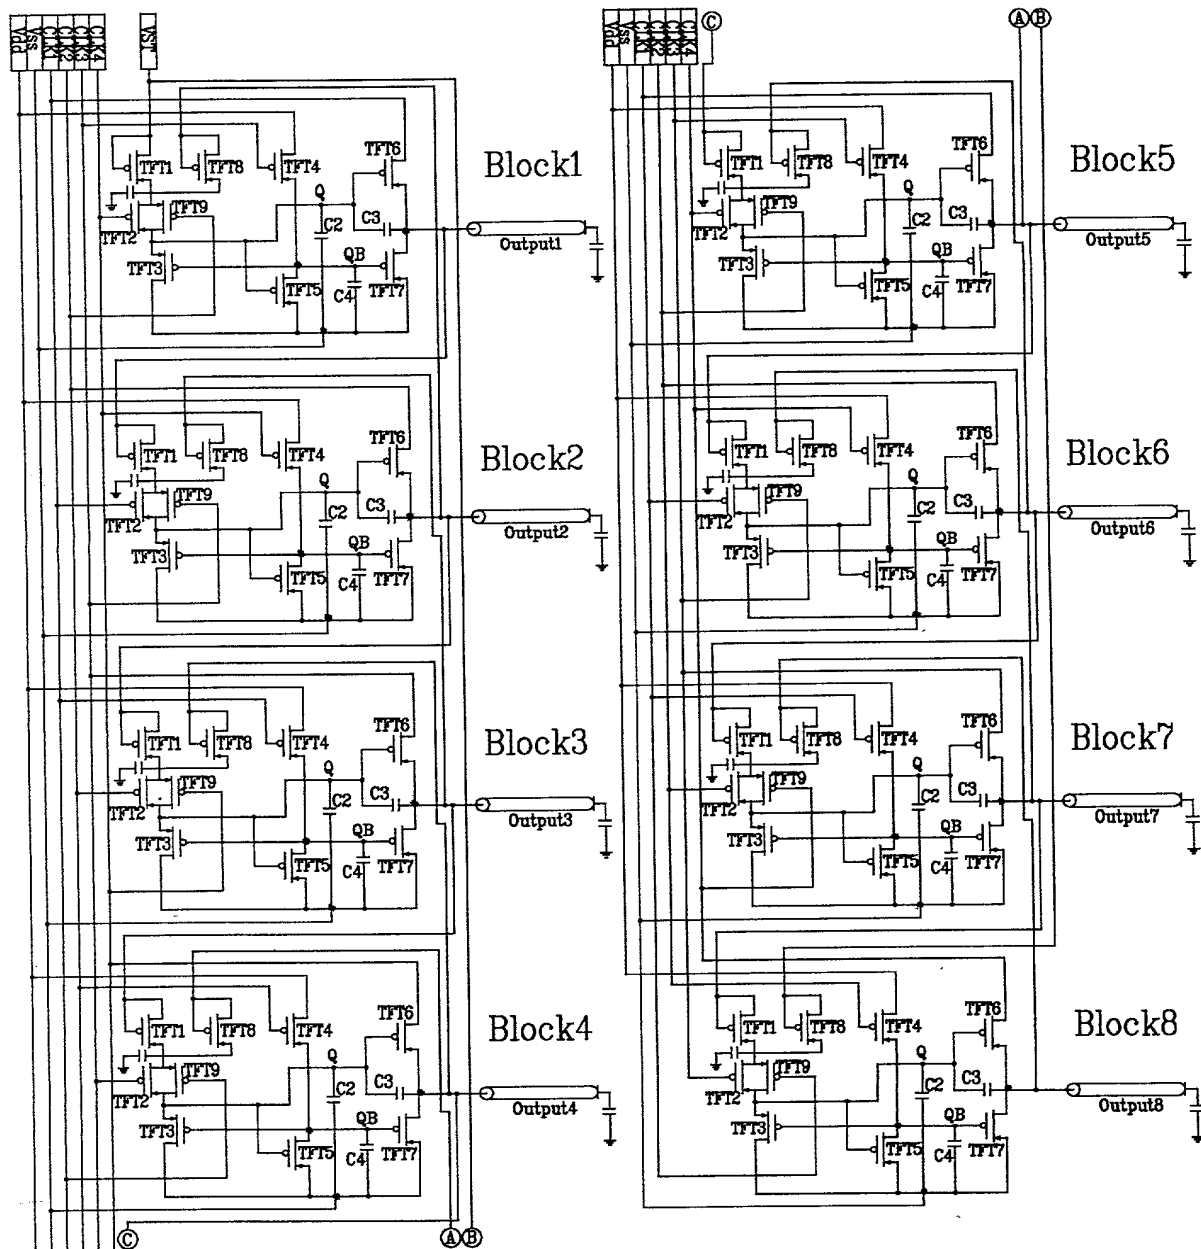 Vdd
Vss
CLK1
CLK2
CLK3
CLK4
VST
TFT6
TFT1
TFT8
TFT4
Block1
Q
TFT9
C2
C3
TFT2
Output1
QB
TFT3
TFT5
C4
TFT7
TFT6
TFT1
TFT8
TFT4
Block2
Q
TFT9
C2
C3
TFT2
Output2
QB
TFT3
TFT5
C4
TFT7
TFT6
TFT1
TFT8
TFT4
Block3
Q
TFT9
C2
C3
TFT2
Output3
QB
TFT3
TFT5
C4
TFT7
TFT6
TFT1
TFT8
TFT4
Block4
Q
TFT9
C2
C3
TFT2
Output4
QB
TFT3
TFT5
C4
TFT7
C
A
B
Vdd
Vss
CLK1
CLK2
CLK3
CLK4
C
A
B
TFT6
TFT1
TFT8
TFT4
Block5
Q
TFT9
C2
C3
TFT2
Output5
QB
TFT3
TFT5
C4
TFT7
TFT6
TFT1
TFT8
TFT4
Block6
Q
TFT9
C2
C3
TFT2
Output6
QB
TFT3
TFT5
C4
TFT7
TFT6
TFT1
TFT8
TFT4
Block7
Q
TFT9
C2
C3
TFT2
Output7
QB
TFT3
TFT5
C4
TFT7
TFT6
TFT1
TFT8
TFT4
Block8
Q
TFT9
C2
C3
TFT2
Output8
QB
TFT3
TFT5
C4
TFT7